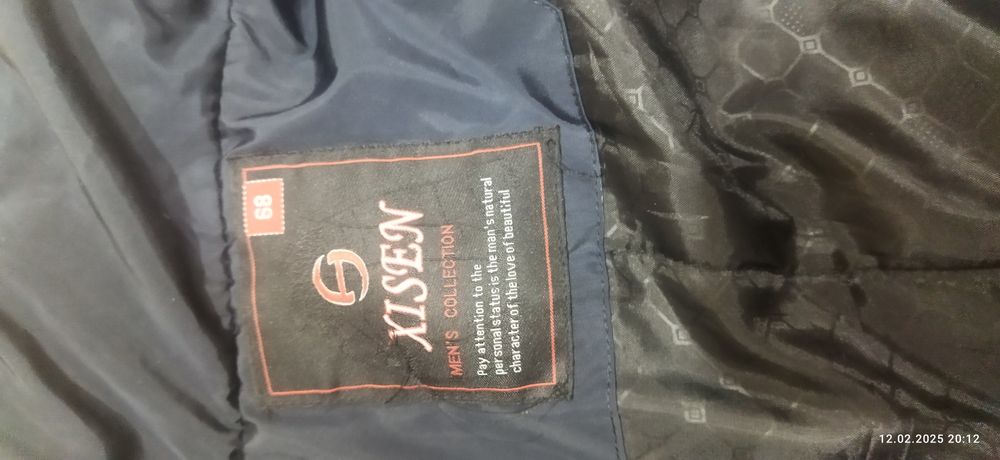 68
XISEN
MEN'S COLLECTION
Pay attention to the
personal status is the man's natural
character of the love of beautiful
12.02.2025 20:12